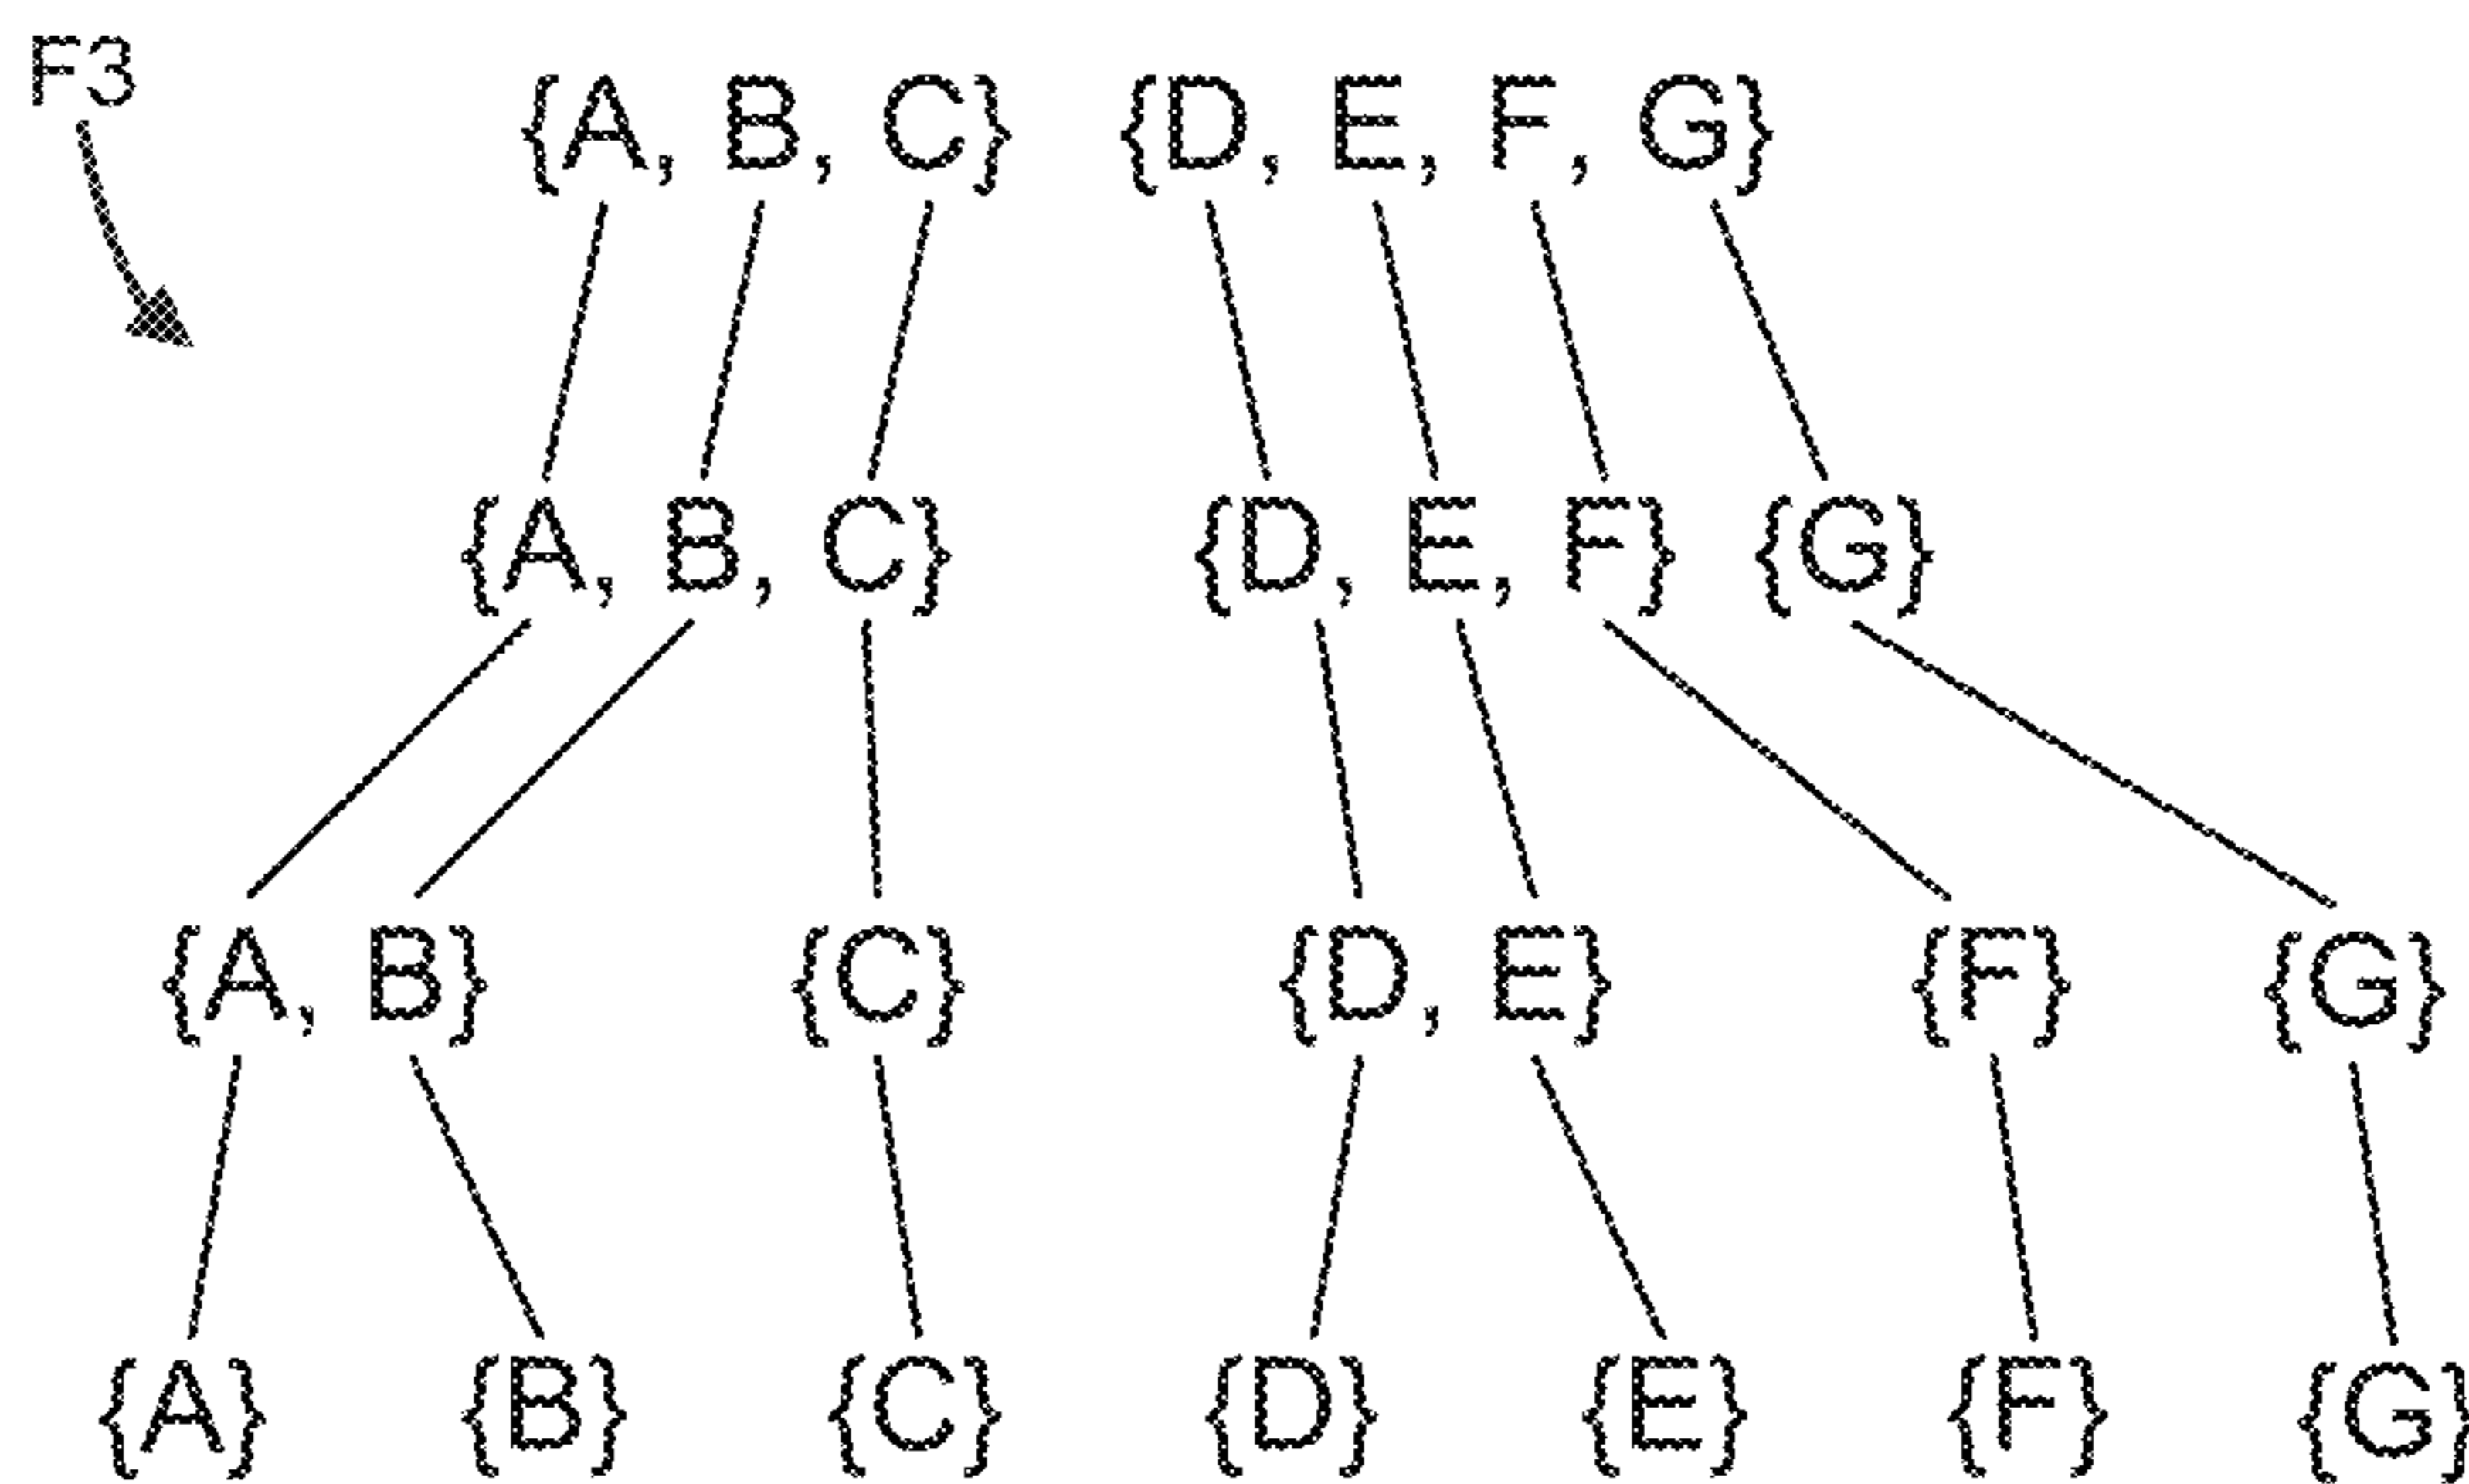 F3
{A, B, C} {D, E, F, G}
{A, B, C} {D, E, F} {G}
{A, B} {C} {D, E} {F} {G}
{A} {B} {C} {D} {E} {F} {G}